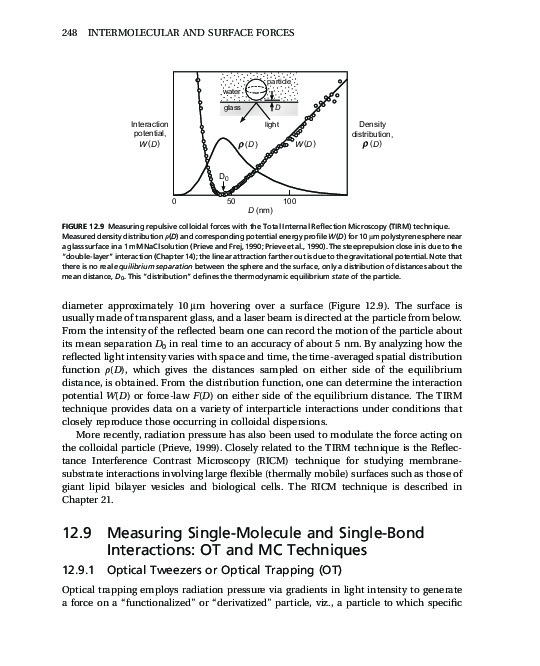 248 INTERMOLECULAR AND SURFACE FORCES
particle
water
glass
D
light
Interaction
potential,
W(D)
Density
distribution,
ρ(D)
ρ(D)
W(D)
D₀
0
50
100
D (nm)
FIGURE 12.9 Measuring repulsive colloidal forces with the Total Internal Reflection Microscopy (TIRM) technique.
Measured density distribution ρ(D) and corresponding potential energy profile W(D) for 10 μm polystyrene sphere near
a glass surface in a 1 mM NaCl solution (Prieve and Frej, 1990; Prieve et al., 1990). The steep repulsion close in is due to the
“double-layer” interaction (Chapter 14); the linear attraction farther out is due to the gravitational potential. Note that
there is no real equilibrium separation between the sphere and the surface, only a distribution of distances about the
mean distance, D₀. This “distribution” defines the thermodynamic equilibrium state of the particle.
diameter approximately 10 μm hovering over a surface (Figure 12.9). The surface is
usually made of transparent glass, and a laser beam is directed at the particle from below.
From the intensity of the reflected beam one can record the motion of the particle about
its mean separation D₀ in real time to an accuracy of about 5 nm. By analyzing how the
reflected light intensity varies with space and time, the time-averaged spatial distribution
function ρ(D), which gives the distances sampled on either side of the equilibrium
distance, is obtained. From the distribution function, one can determine the interaction
potential W(D) or force-law F(D) on either side of the equilibrium distance. The TIRM
technique provides data on a variety of interparticle interactions under conditions that
closely reproduce those occurring in colloidal dispersions.
More recently, radiation pressure has also been used to modulate the force acting on
the colloidal particle (Prieve, 1999). Closely related to the TIRM technique is the Reflec-
tance Interference Contrast Microscopy (RICM) technique for studying membrane-
substrate interactions involving large flexible (thermally mobile) surfaces such as those of
giant lipid bilayer vesicles and biological cells. The RICM technique is described in
Chapter 21.
12.9 Measuring Single-Molecule and Single-Bond
Interactions: OT and MC Techniques
12.9.1 Optical Tweezers or Optical Trapping (OT)
Optical trapping employs radiation pressure via gradients in light intensity to generate
a force on a “functionalized” or “derivatized” particle, viz., a particle to which specific